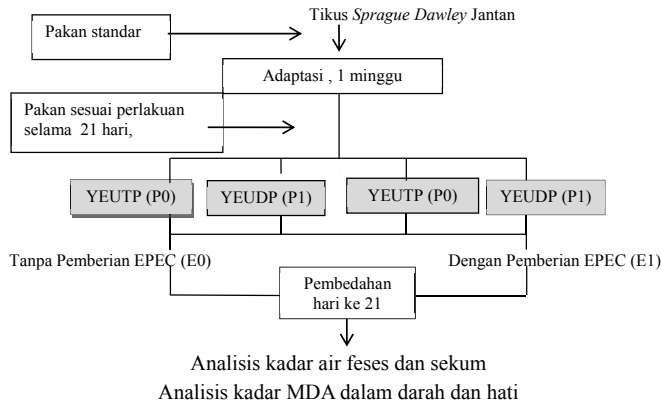 Tikus Sprague Dawley Jantan
Pakan standar
Adaptasi , 1 minggu
Pakan sesuai perlakuan
selama 21 hari,
YEUTP (P0)
YEUDP (P1)
YEUTP (P0)
YEUDP (P1)
Tanpa Pemberian EPEC (E0)
Dengan Pemberian EPEC (E1)
Pembedahan
hari ke 21
Analisis kadar air feses dan sekum
Analisis kadar MDA dalam darah dan hati